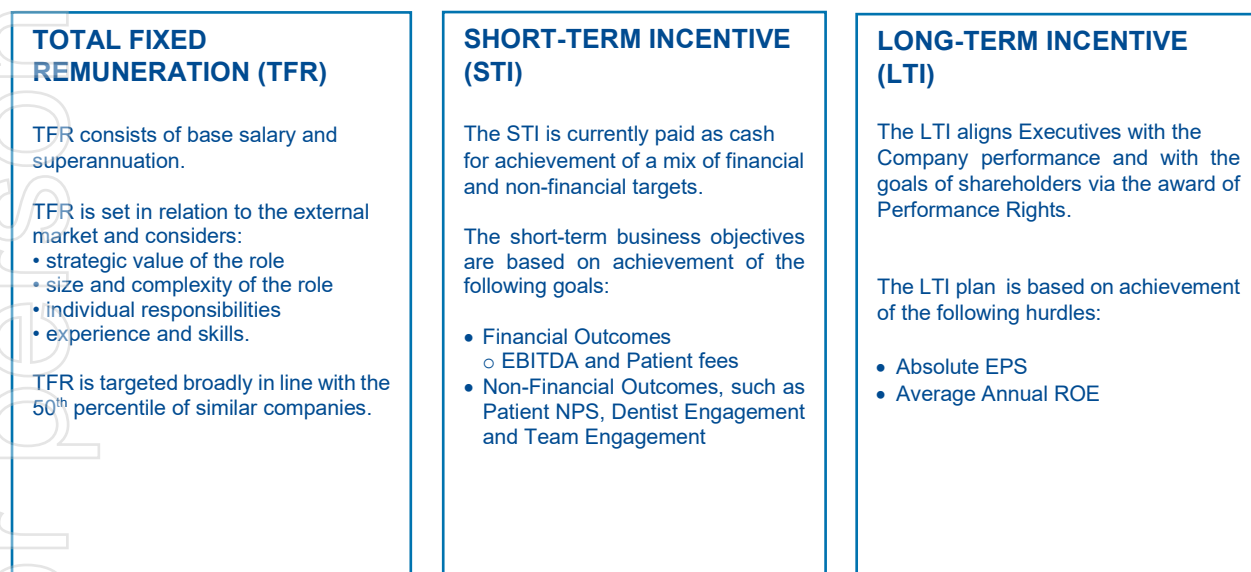 TOTAL FIXED
REMUNERATION (TFR)
TFR consists of base salary and
superannuation.
TFR is set in relation to the external
market and considers:
• strategic value of the role
• size and complexity of the role
• individual responsibilities
• experience and skills.
TFR is targeted broadly in line with the
50th percentile of similar companies.
SHORT-TERM INCENTIVE
(STI)
The STI is currently paid as cash
for achievement of a mix of financial
and non-financial targets.
The short-term business objectives
are based on achievement of the
following goals:
• Financial Outcomes
o EBITDA and Patient fees
• Non-Financial Outcomes, such as
Patient NPS, Dentist Engagement
and Team Engagement
LONG-TERM INCENTIVE
(LTI)
The LTI aligns Executives with the
Company performance and with the
goals of shareholders via the award of
Performance Rights.
The LTI plan is based on achievement
of the following hurdles:
• Absolute EPS
• Average Annual ROE
or person